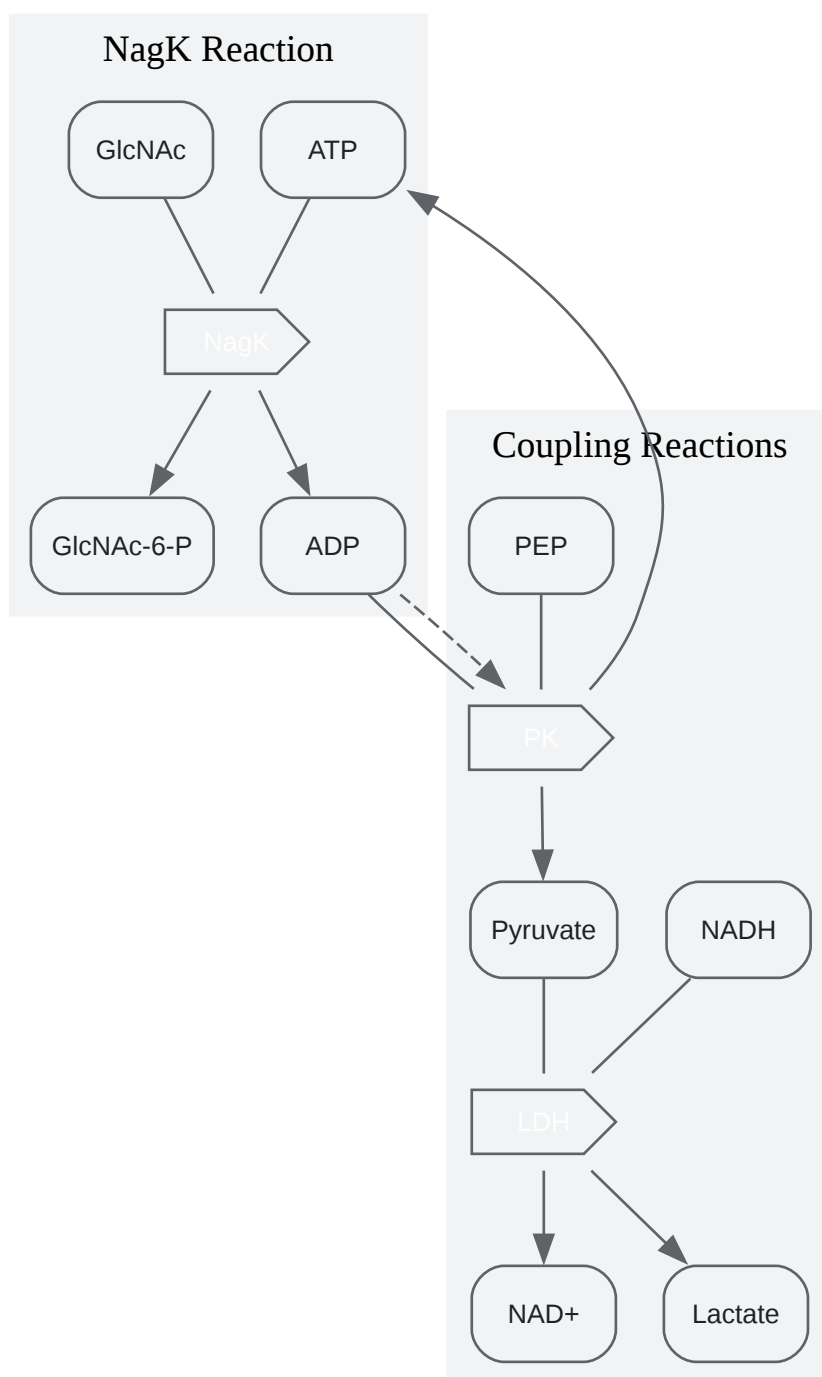 NagK Reaction
GlcNAc
ATP
NagK
GlcNAc-6-P
ADP
Coupling Reactions
PEP
PK
Pyruvate
NADH
LDH
NAD+
Lactate